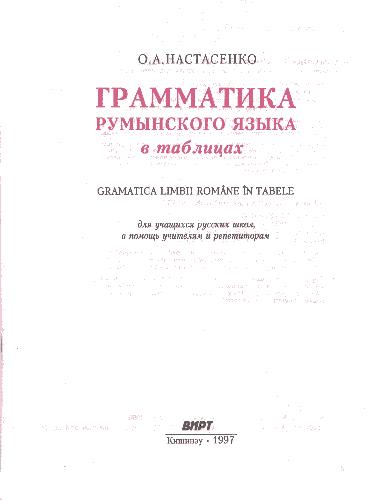 О.А.НАСТАСЕНКО
ГРАММАТИКА
РУМЫНСКОГО ЯЗЫКА
в таблицах
GRAMATICA LIMBII ROMÂNE ÎN TABELE
для учащихся русских школ,
в помощь учителям и репетиторам
ВИРТ
Кишинэу · 1997